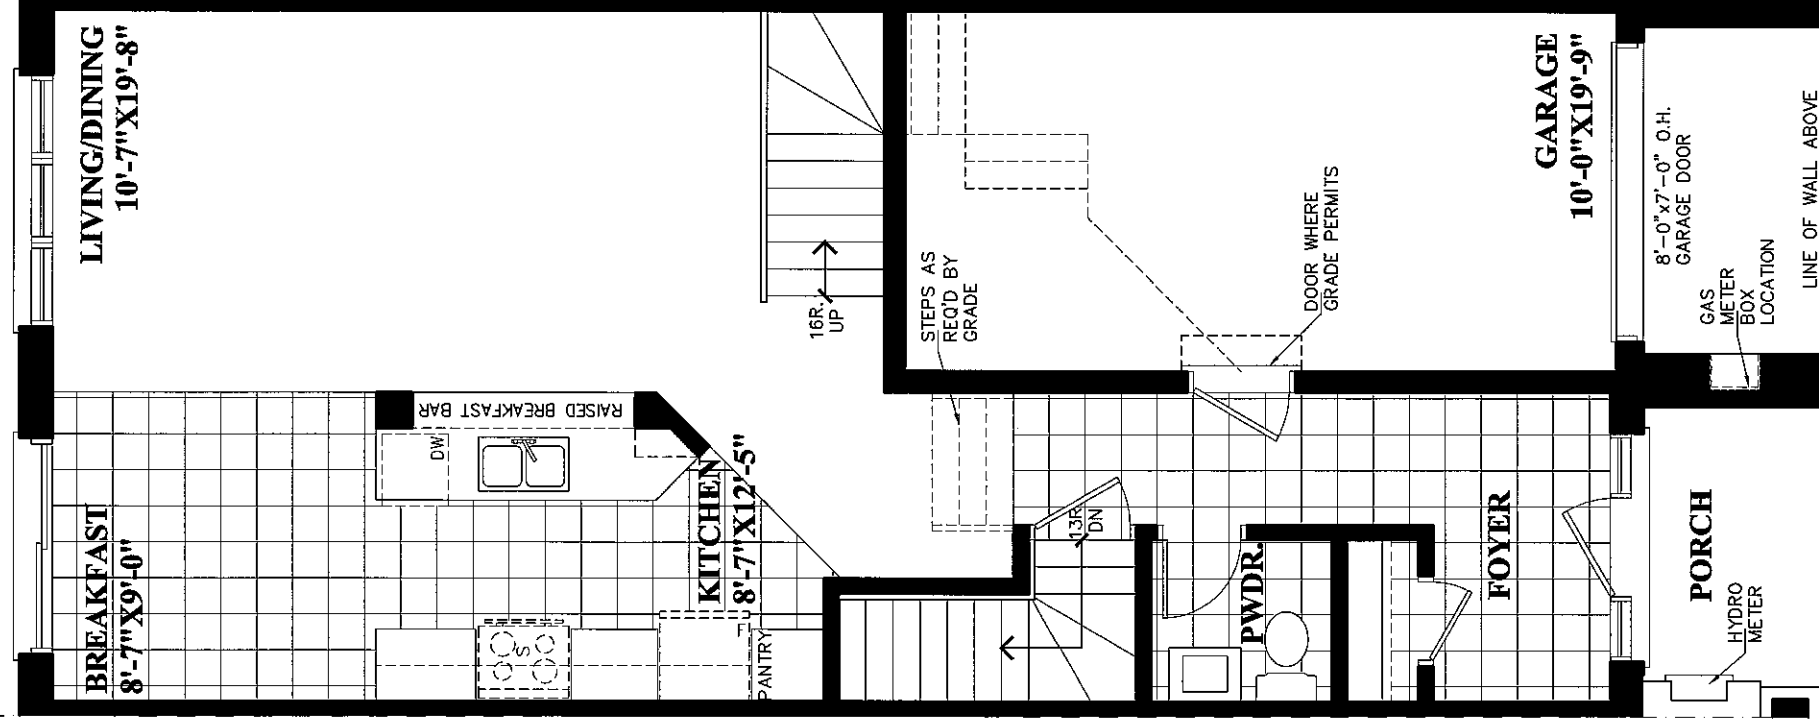 LIVING/DINING
10'-7"X19'-8"
BREAKFAST
8'-7"X9'-0"
RAISED BREAKFAST BAR
DW
KITCHEN
8'-7"X12'-5"
S
F
PANTRY
16R.
UP
STEPS AS
REQ'D BY
GRADE
13R
DN
PWDR.
DOOR WHERE
GRADE PERMITS
FOYER
GARAGE
10'-0"X19'-9"
8'-0"x7'-0" O.H.
GARAGE DOOR
GAS
METER
BOX
LOCATION
LINE OF WALL ABOVE
PORCH
HYDRO
METER